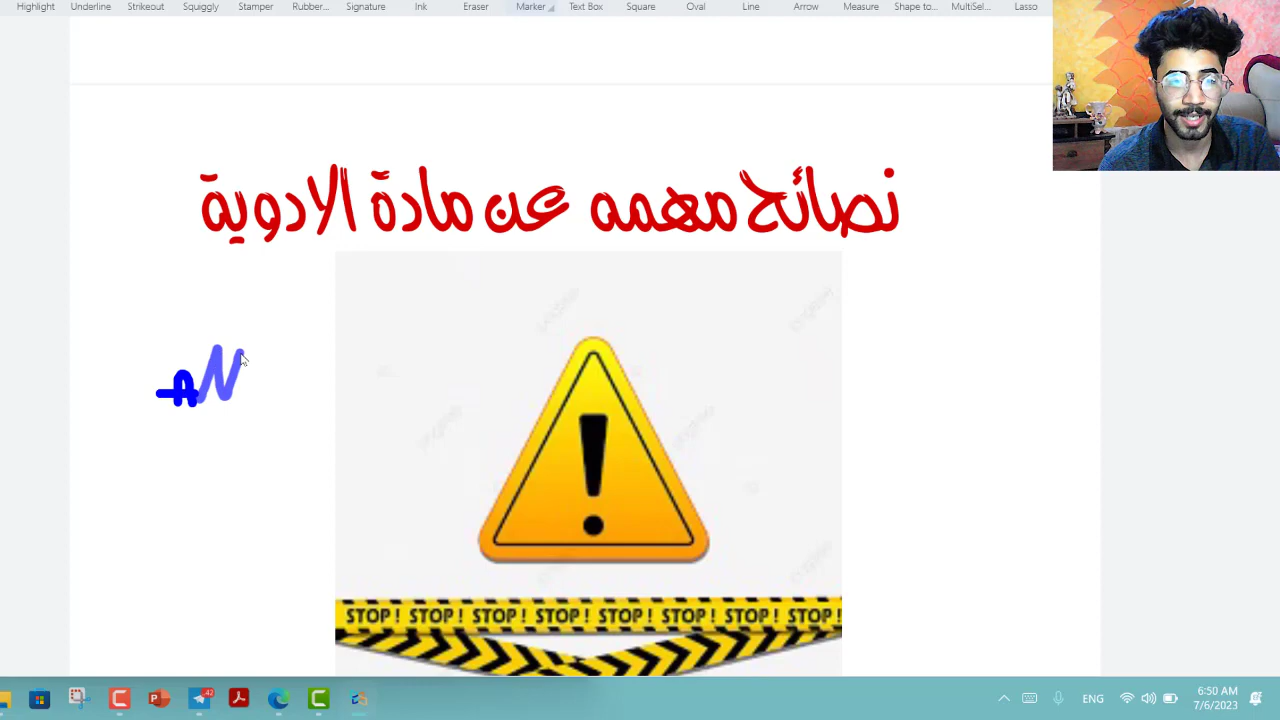 Highlight Underline Strikeout Squiggly Stamper Rubber... Signature Ink Eraser Marker Text Box Square Oval Line Arrow Measure Shape to... MultiSel... Lasso
نصائح مهمه عن مادة الادوية
!
STOP! STOP! STOP! STOP! STOP! STOP! STOP! STOP!
42
ENG
6:50 AM
7/6/2023